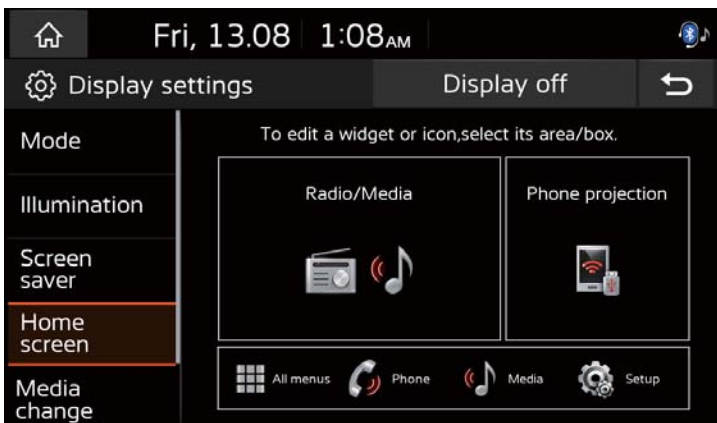 Fri, 13.08 1:08AM
Display settings
Display off
Mode
Illumination
Screen
saver
Home
screen
Media
change
To edit a widget or icon,select its area/box.
Radio/Media
Phone projection
All menus
Phone
Media
Setup